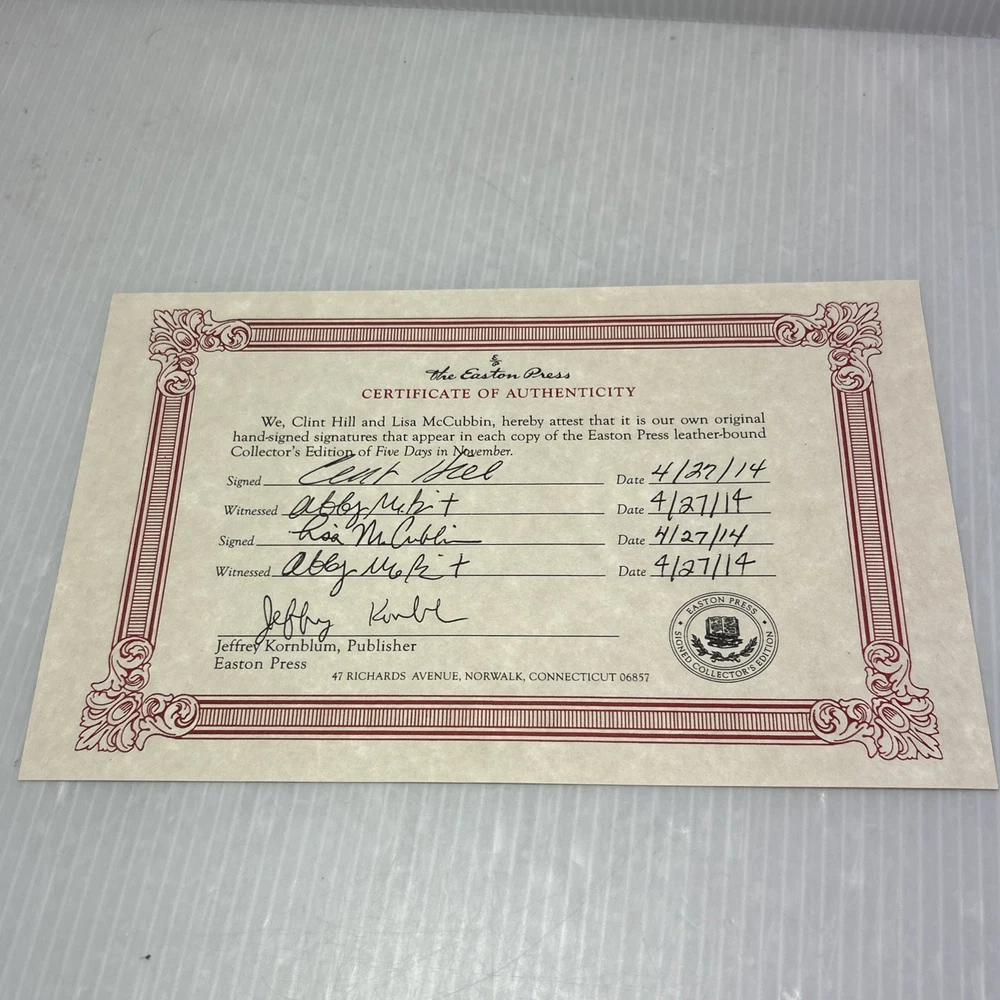 The Easton Press
CERTIFICATE OF AUTHENTICITY
We, Clint Hill and Lisa McCubbin, hereby attest that it is our own original
hand-signed signatures that appear in each copy of the Easton Press leather-bound
Collector's Edition of Five Days in November.
Signed Clint Hill Date 4/27/14
Witnessed Abby Date 4/27/14
Signed Lisa McCubbin Date 4/27/14
Witnessed Abby Date 4/27/14
Jeffrey Kornblum, Publisher
Easton Press
47 RICHARDS AVENUE, NORWALK, CONNECTICUT 06857
EASTON PRESS
SIGNED COLLECTOR'S EDITION